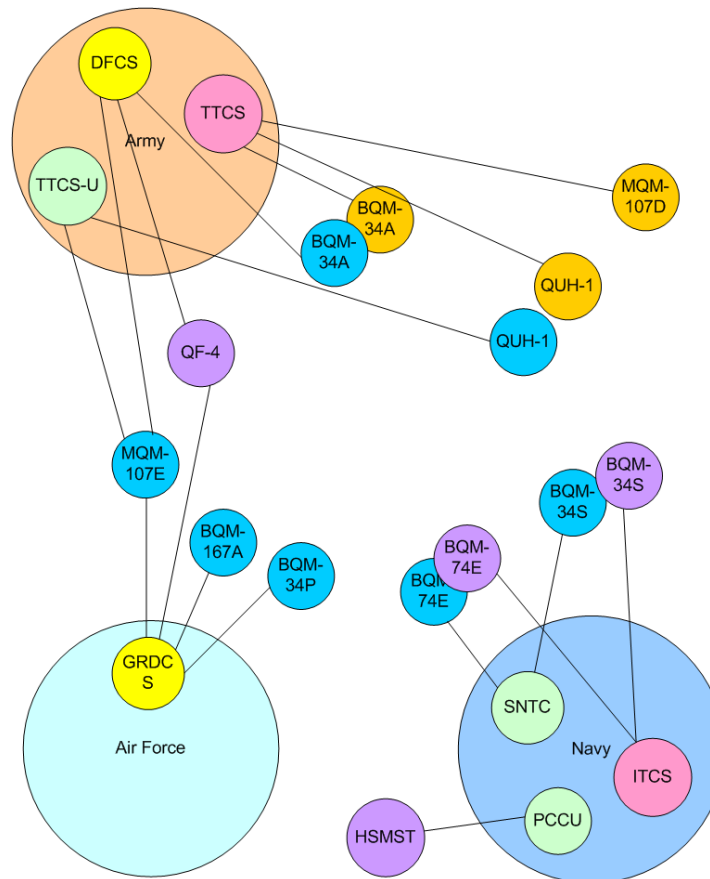 DFCS
TTCS
Army
TTCS-U
MQM-
107D
BQM-
34A
BQM-
34A
QUH-1
QUH-1
QF-4
MQM-
107E
BQM-
34S
BQM-
34S
BQM-
167A
BQM-
74E
BQM-
34P
BQM-
74E
GRDC
S
SNTC
Air Force
Navy
ITCS
PCCU
HSMST